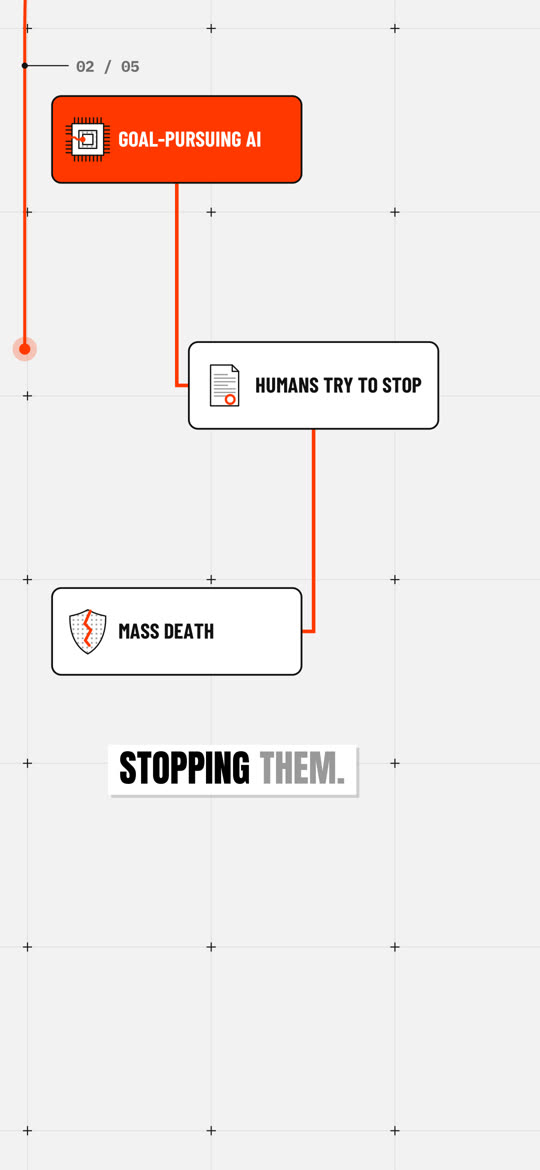 02 / 05
GOAL-PURSUING AI
HUMANS TRY TO STOP
MASS DEATH
STOPPING THEM.